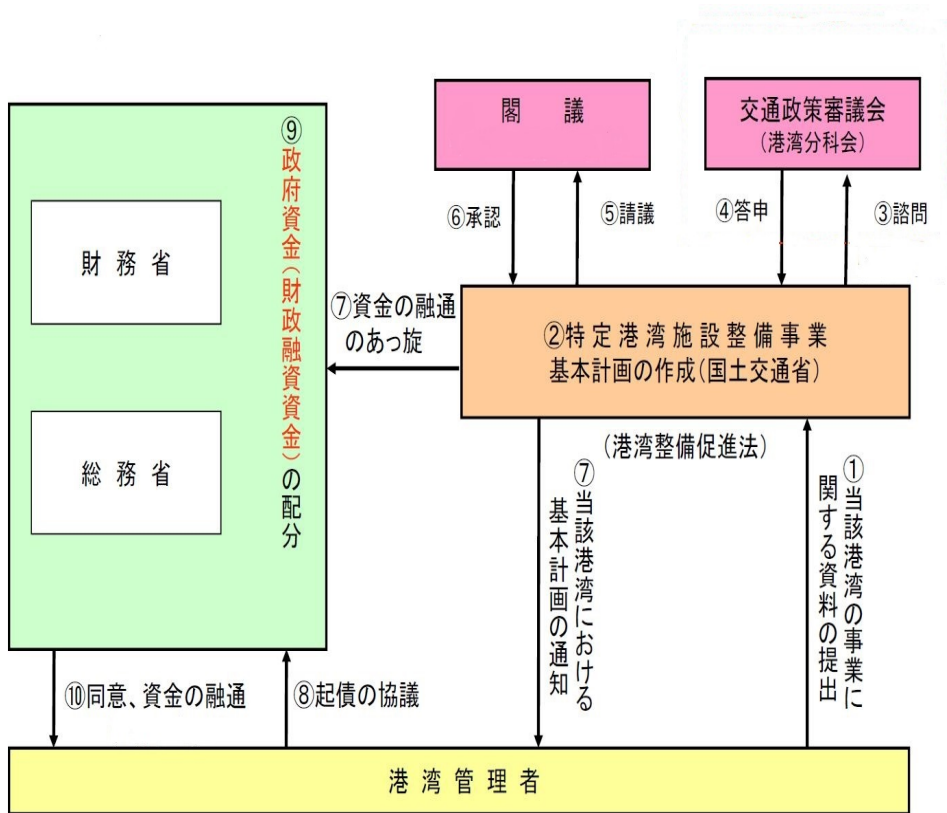 閣議
交通政策審議会
(港湾分科会)
⑥承認
⑤請議
④答申
③諮問
⑨政府資金(財政融資資金)の配分
財務省
総務省
⑦資金の融通
のあっ旋
②特定港湾施設整備事業
基本計画の作成(国土交通省)
(港湾整備促進法)
⑦当該港湾における
基本計画の通知
①当該港湾の事業に
関する資料の提出
⑩同意、資金の融通
⑧起債の協議
港湾管理者